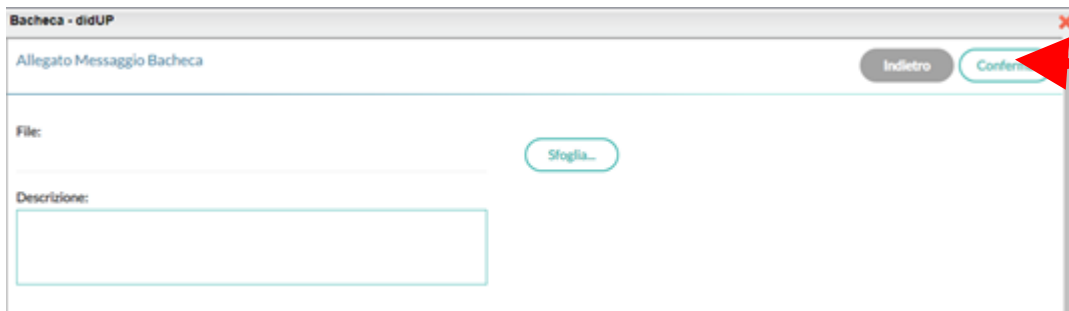 Bacheca - didUP
Allegato Messaggio Bacheca
Indietro
File:
Sfoglia...
Descrizione: